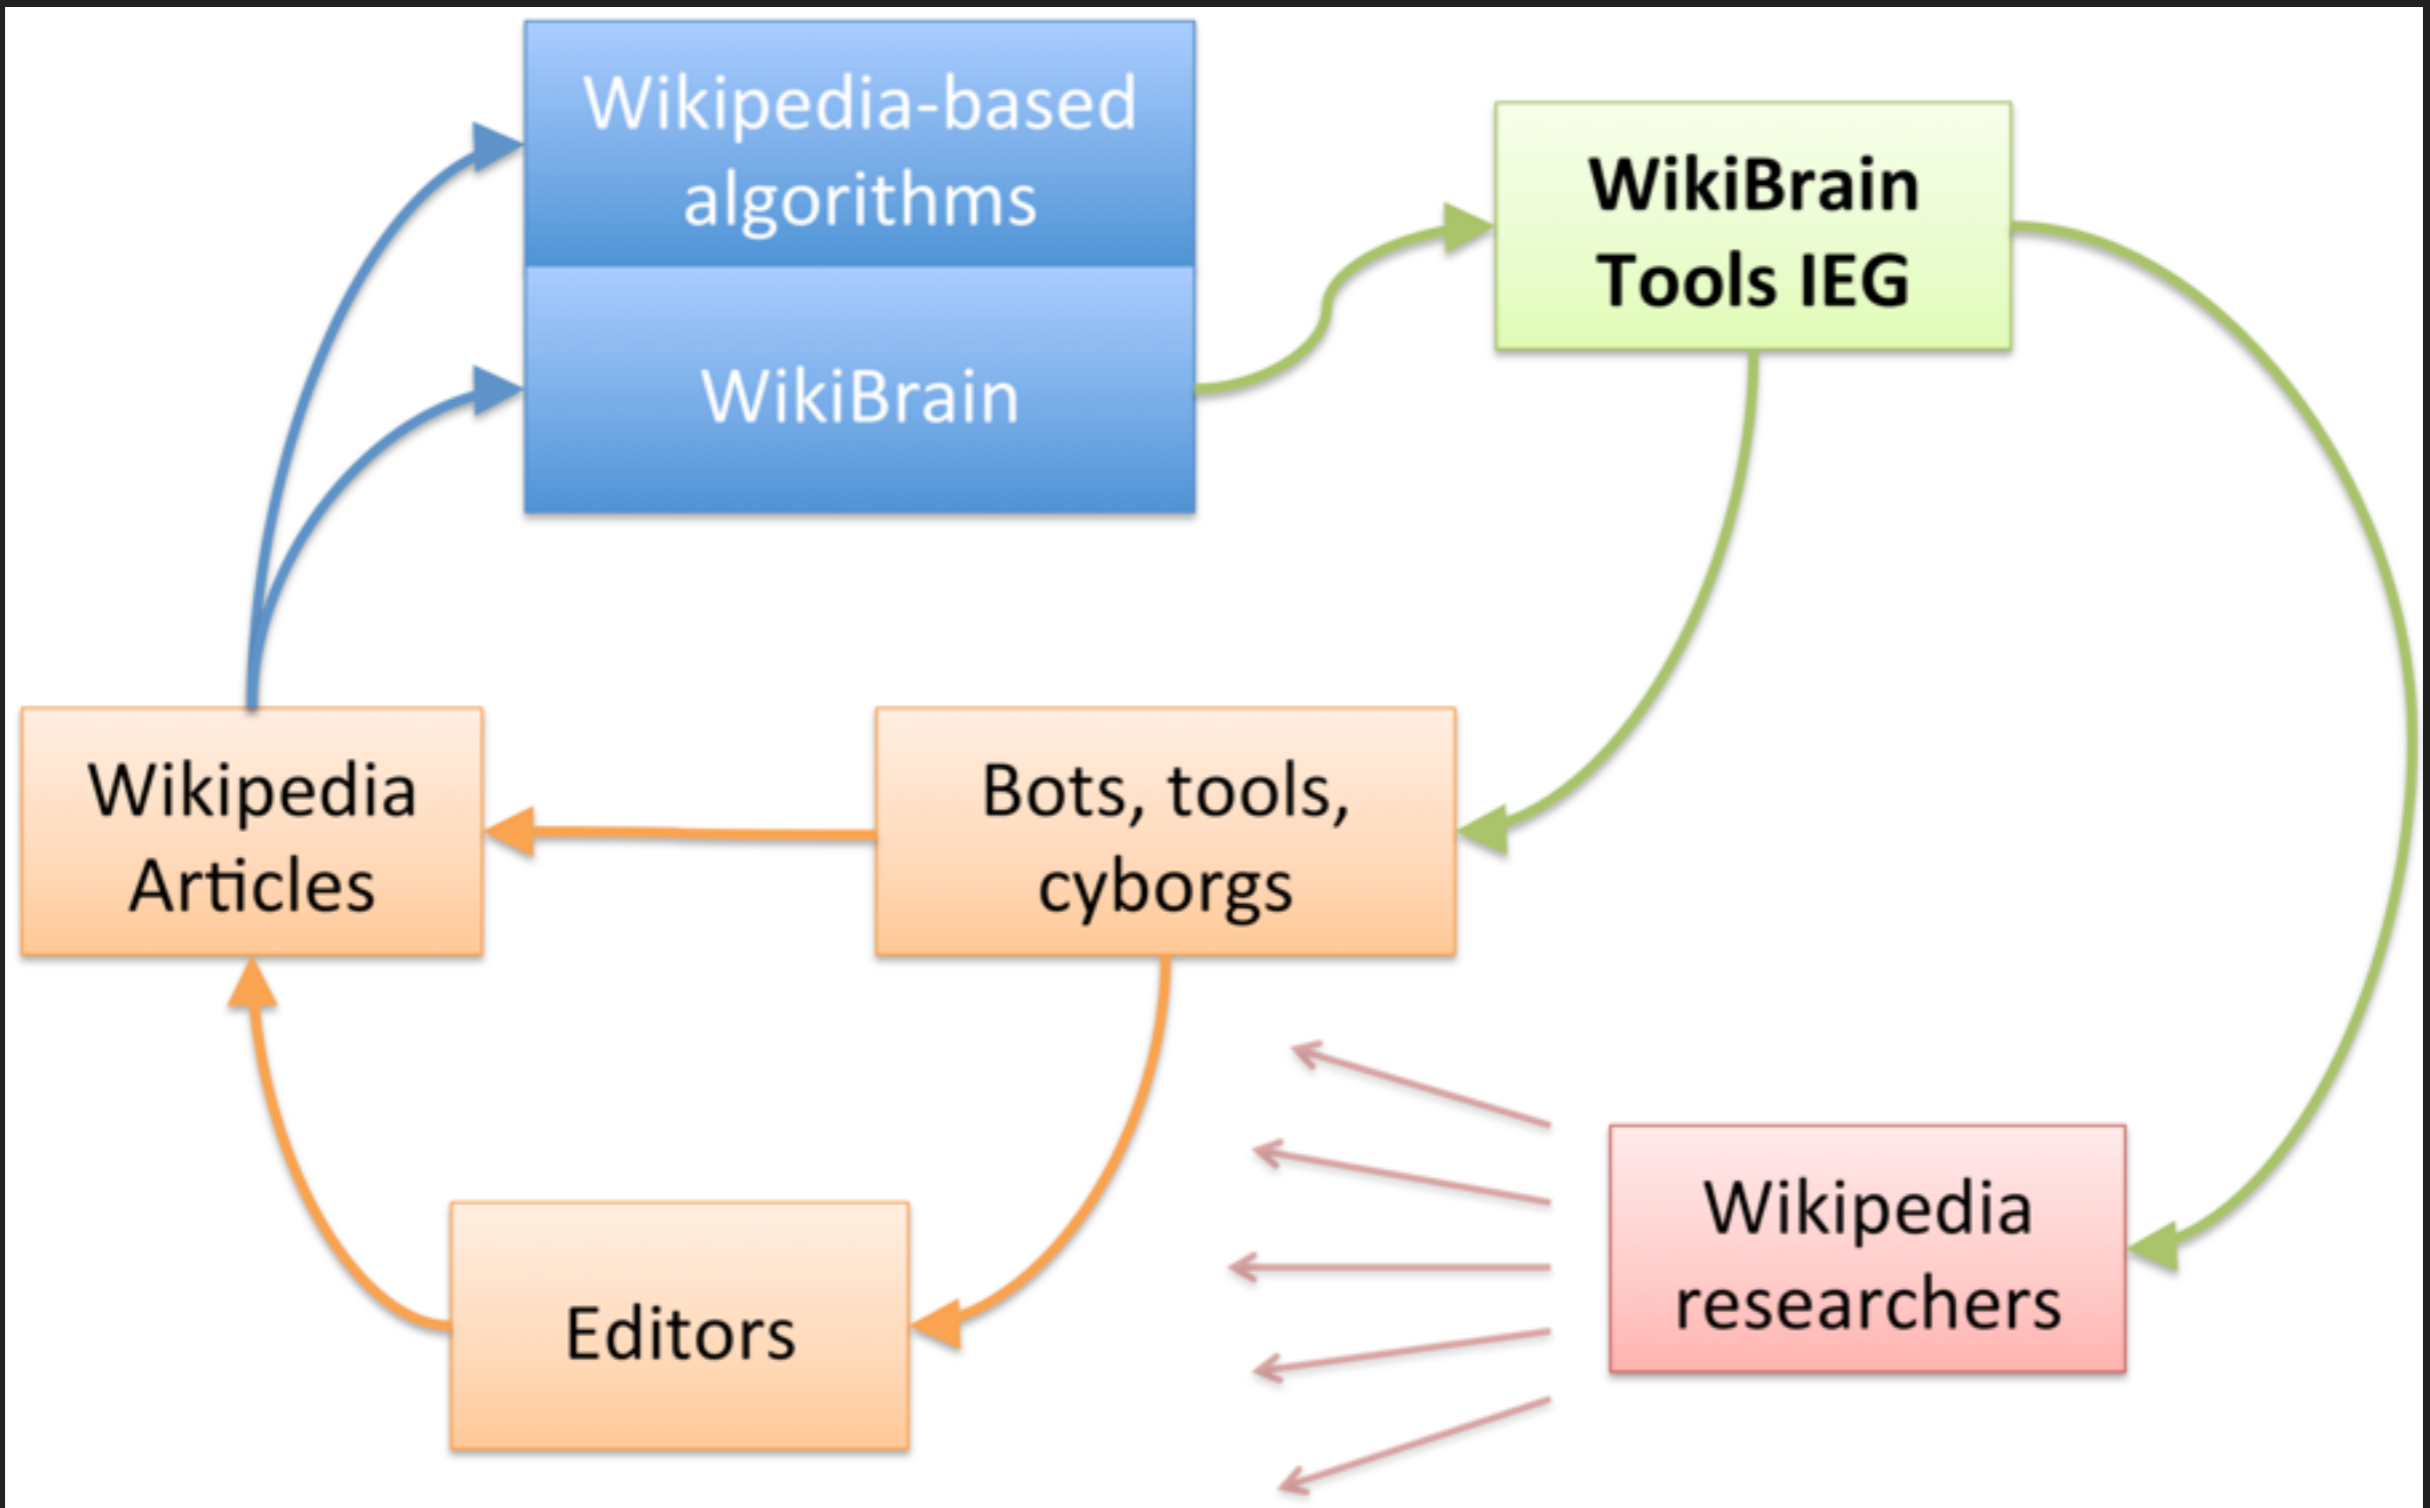 Wikipedia-based
algorithms
WikiBrain
WikiBrain
Tools IEG
Wikipedia
Articles
Bots, tools,
cyborgs
Editors
Wikipedia
researchers